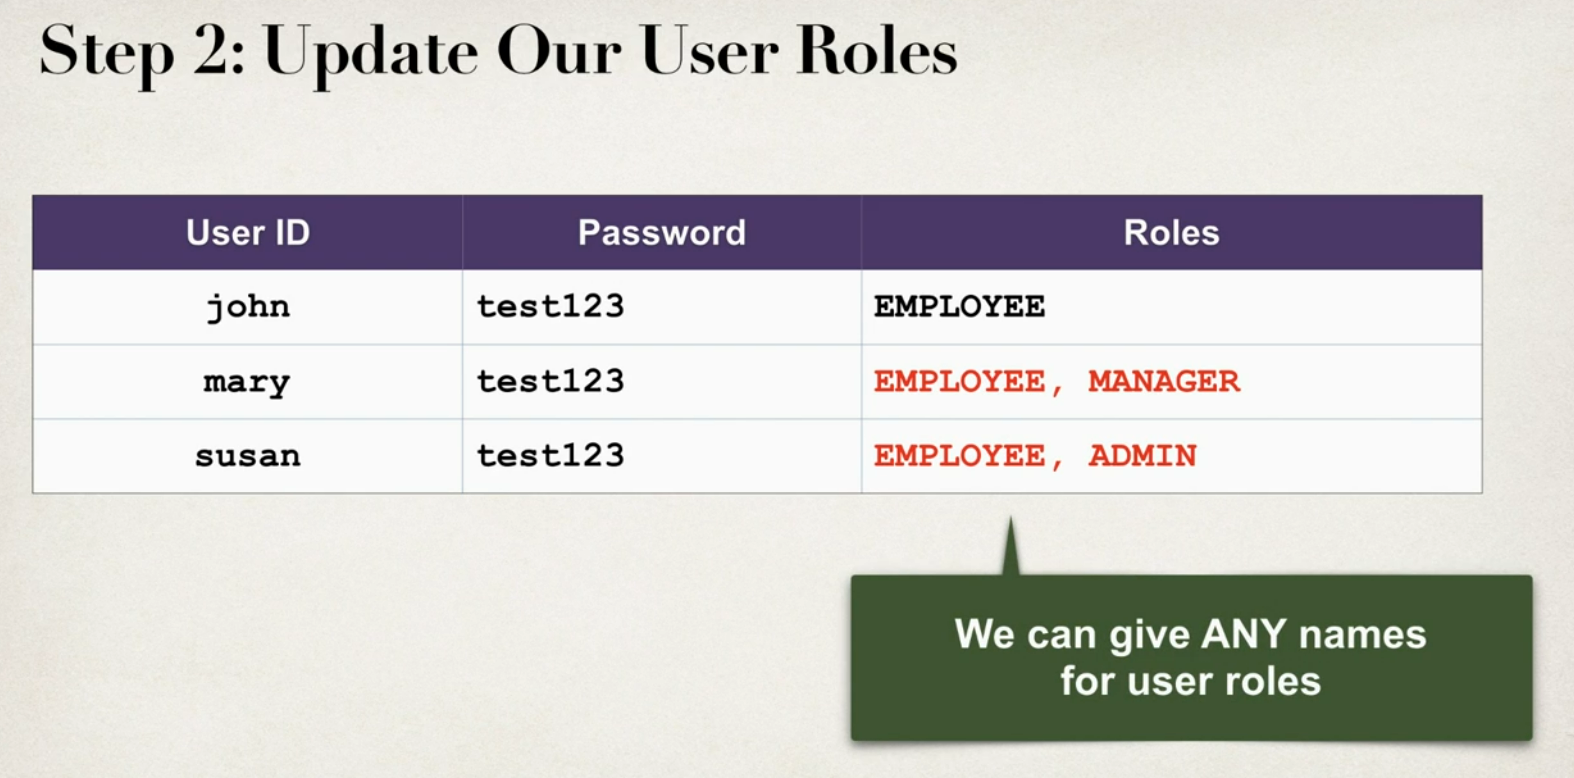 Step 2: Update Our User Roles
User ID Password Roles
john test123 EMPLOYEE
mary test123 EMPLOYEE, MANAGER
susan test123 EMPLOYEE, ADMIN
We can give ANY names
for user roles